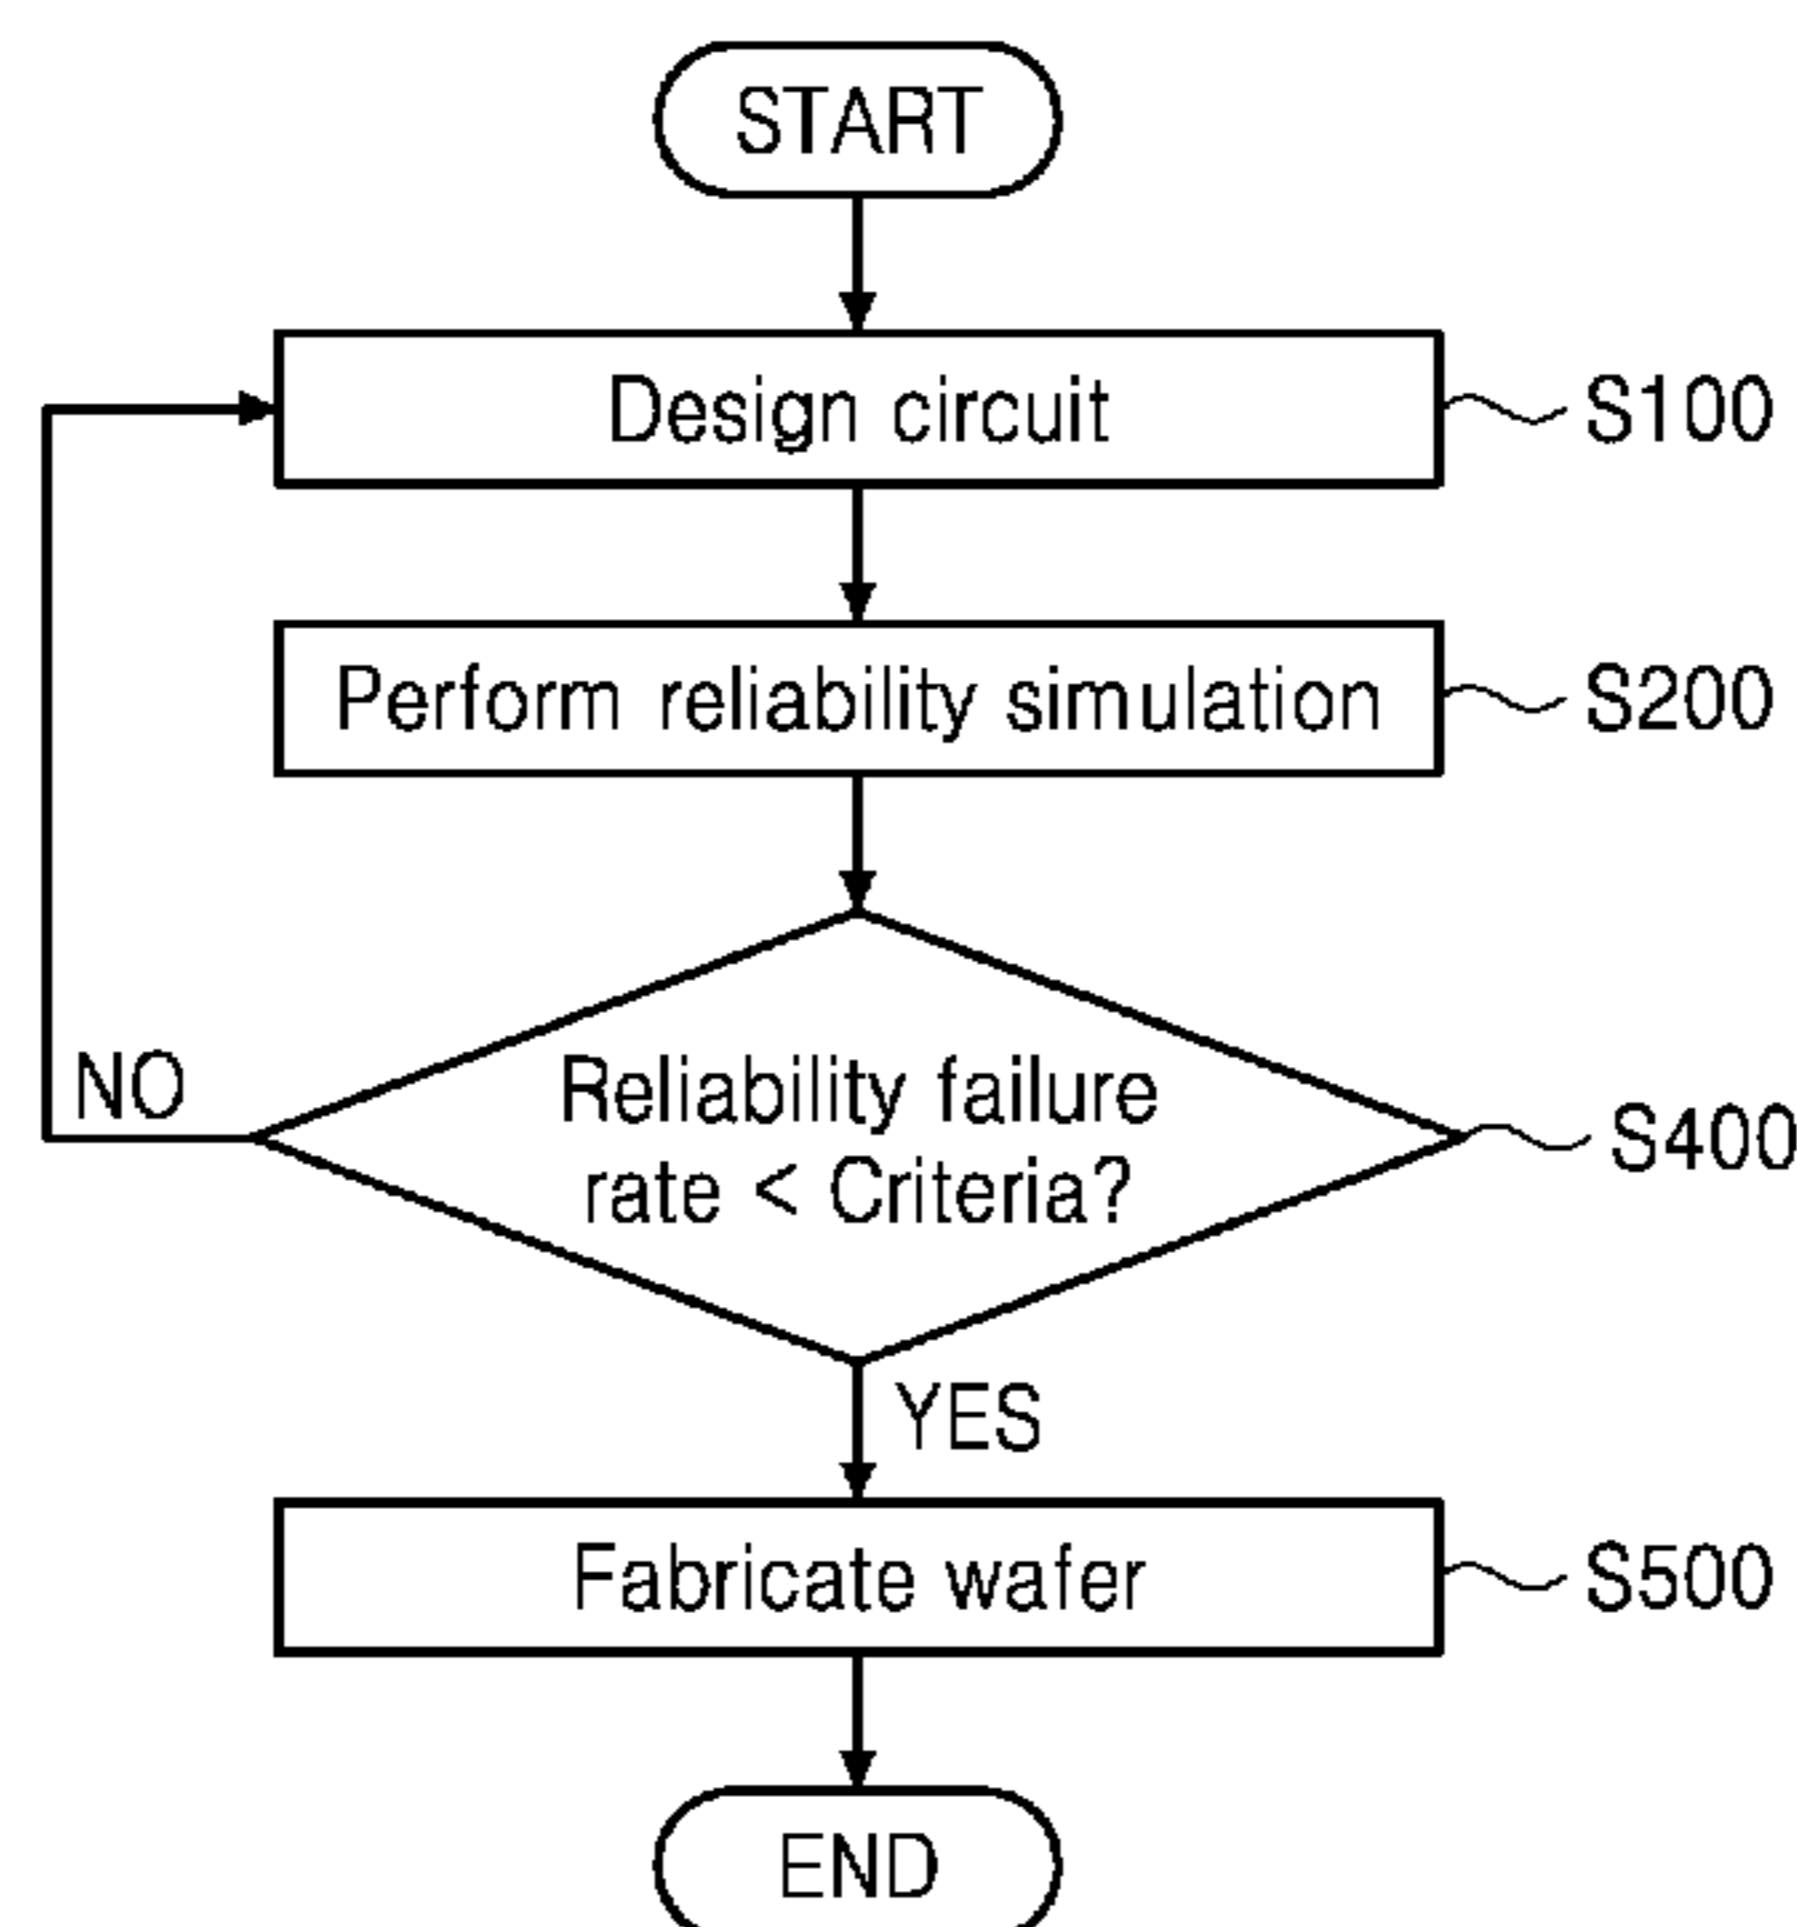 START
Design circuit
S100
Perform reliability simulation
S200
NO
Reliability failure
rate < Criteria?
S400
YES
Fabricate wafer
S500
END